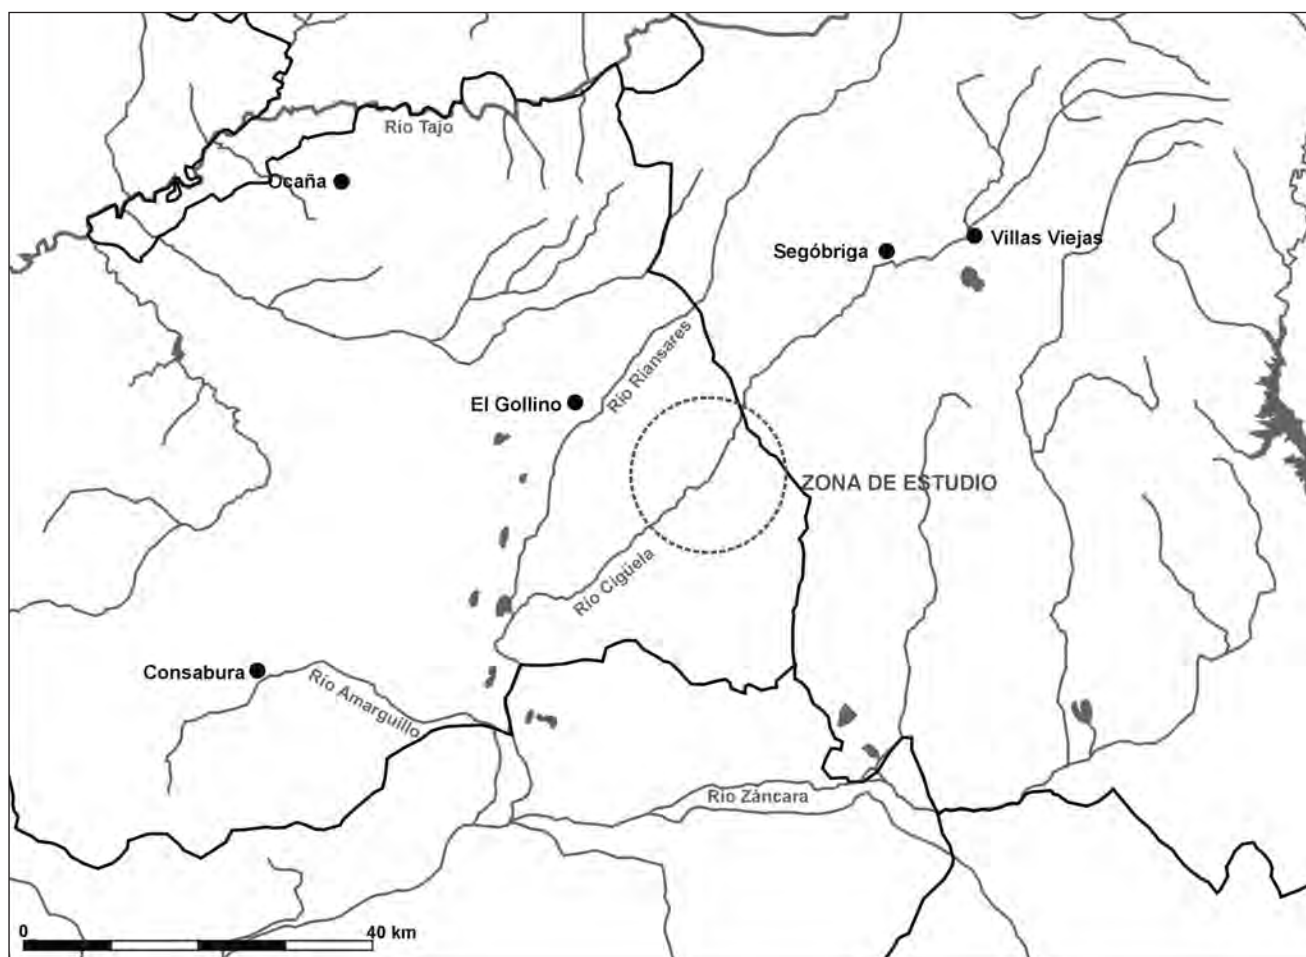 Río Tajo
Ocaña
Segóbriga
Villas Viejas
Río Riansares
El Gollino
ZONA DE ESTUDIO
Río Cigüela
Consabura
Río Amarguillo
Río Záncara
0
40 km